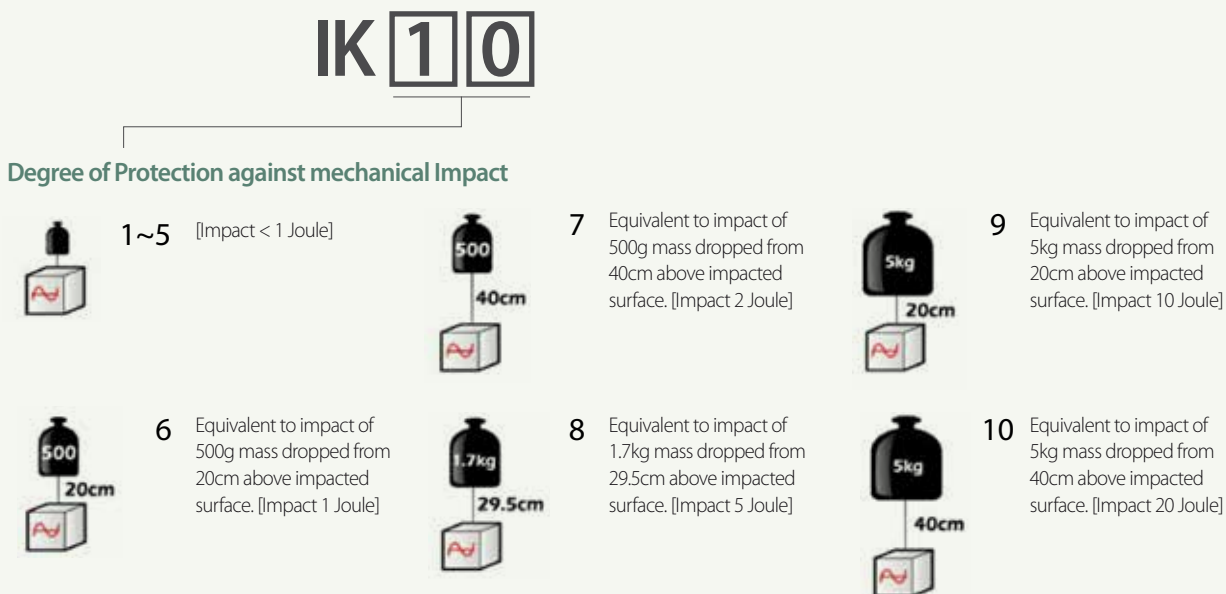 IK 1 0
Degree of Protection against mechanical Impact
1~5
[Impact < 1 Joule]
500
20cm
6
Equivalent to impact of
500g mass dropped from
20cm above impacted
surface. [Impact 1 Joule]
500
40cm
7
Equivalent to impact of
500g mass dropped from
40cm above impacted
surface. [Impact 2 Joule]
1.7kg
29.5cm
8
Equivalent to impact of
1.7kg mass dropped from
29.5cm above impacted
surface. [Impact 5 Joule]
5kg
20cm
9
Equivalent to impact of
5kg mass dropped from
20cm above impacted
surface. [Impact 10 Joule]
5kg
40cm
10
Equivalent to impact of
5kg mass dropped from
40cm above impacted
surface. [Impact 20 Joule]